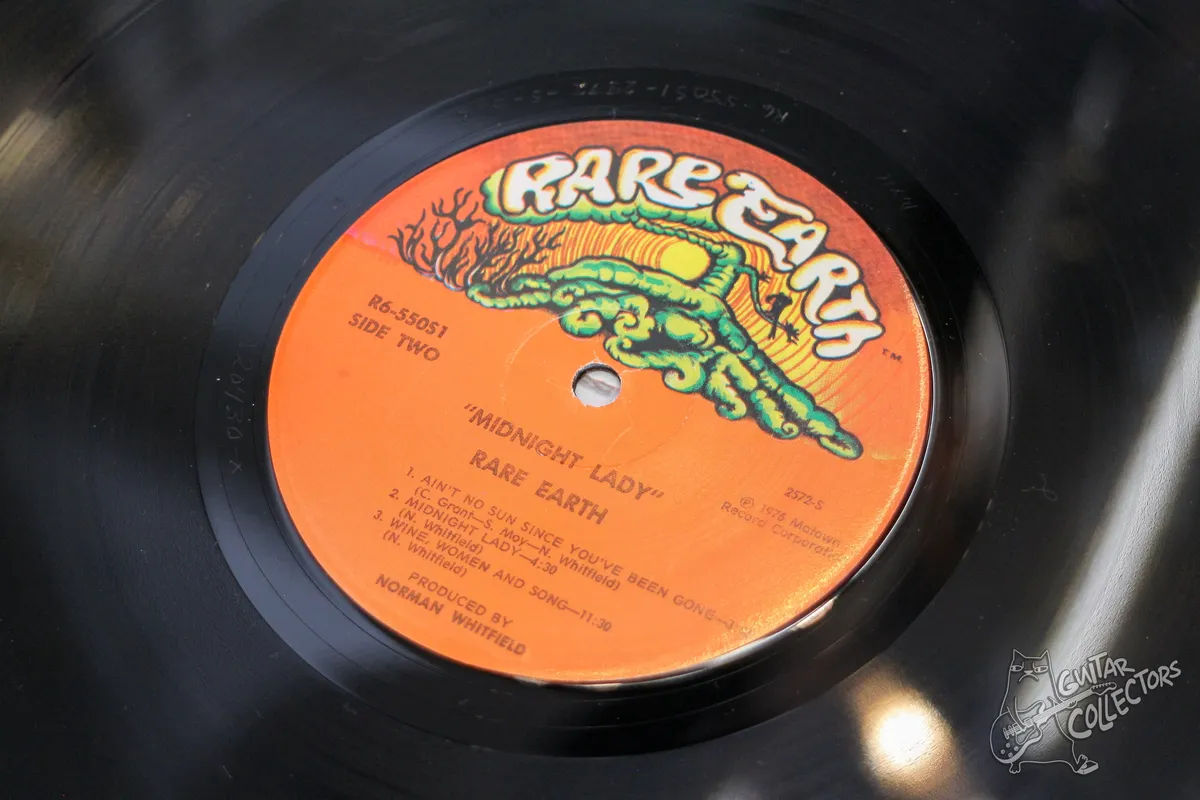 RARE EARTH
TM
R6-550S1
SIDE TWO
"MIDNIGHT LADY"
RARE EARTH
2572-S
℗ 1976 Motown
Record
1. AIN'T NO SUN SINCE YOU'VE BEEN GONE—
(C. Grant—S. Moy—N. Whitfield)
2. MIDNIGHT LADY—4:30
(N. Whitfield)
3. WINE, WOMEN AND SONG—11:30
(N. Whitfield)
PRODUCED BY
NORMAN WHITFIELD
20130-X
GUITAR
COLLECTORS